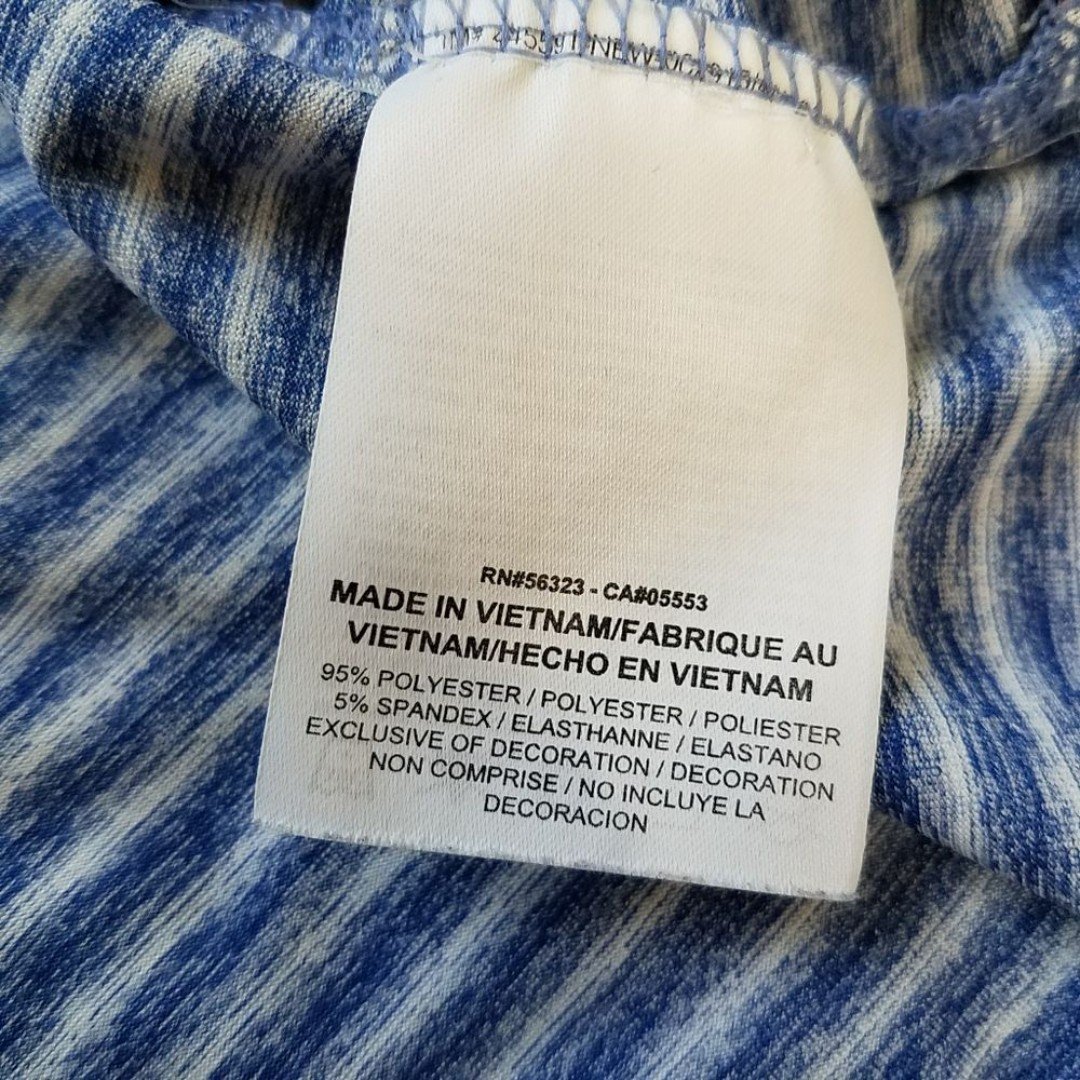 RN#56323 - CA#05553
MADE IN VIETNAM/FABRIQUE AU
VIETNAM/HECHO EN VIETNAM
95% POLYESTER / POLYESTER / POLIESTER
5% SPANDEX / ELASTHANNE / ELASTANO
EXCLUSIVE OF DECORATION / DECORATION
NON COMPRISE / NO INCLUYE LA
DECORACION